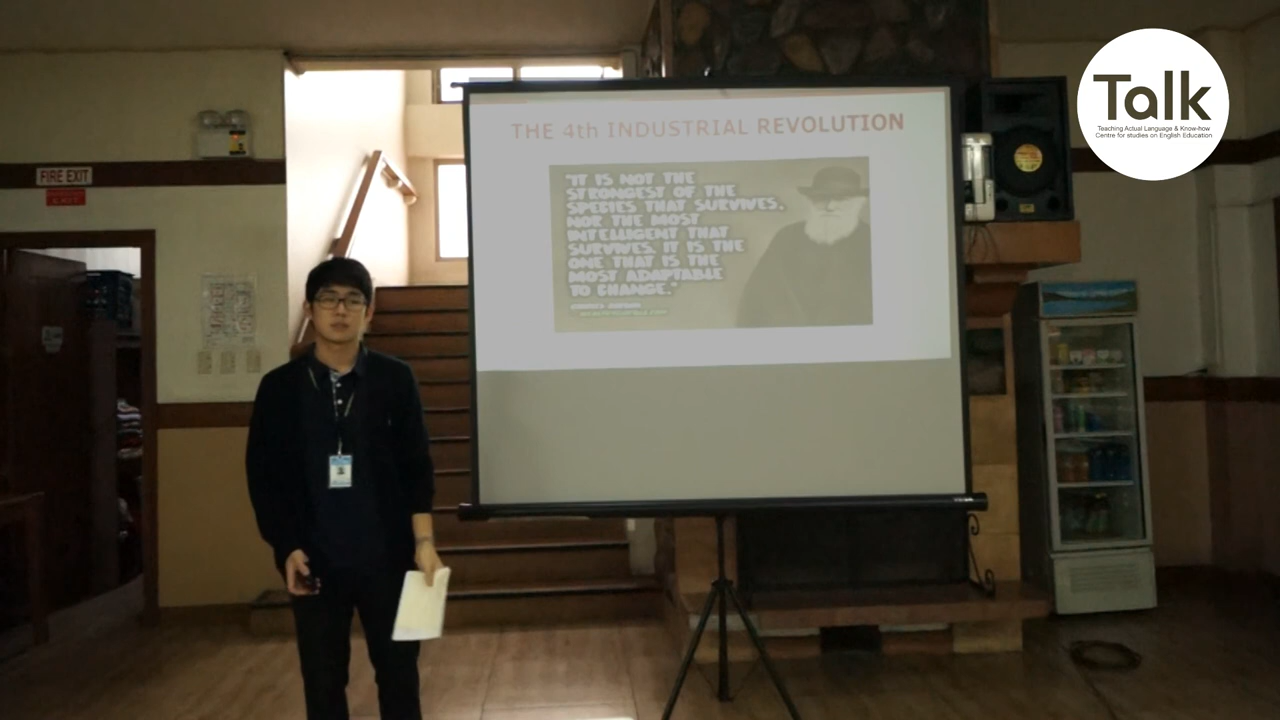 Talk
Teaching Actual Language & Know-how
Centre for studies on English Education
FIRE EXIT
EXIT
THE 4th INDUSTRIAL REVOLUTION
"IT IS NOT THE
STRONGEST OF THE
SPECIES THAT SURVIVES,
NOR THE MOST
INTELLIGENT THAT
SURVIVES. IT IS THE
ONE THAT IS THE
MOST ADAPTABLE
TO CHANGE."